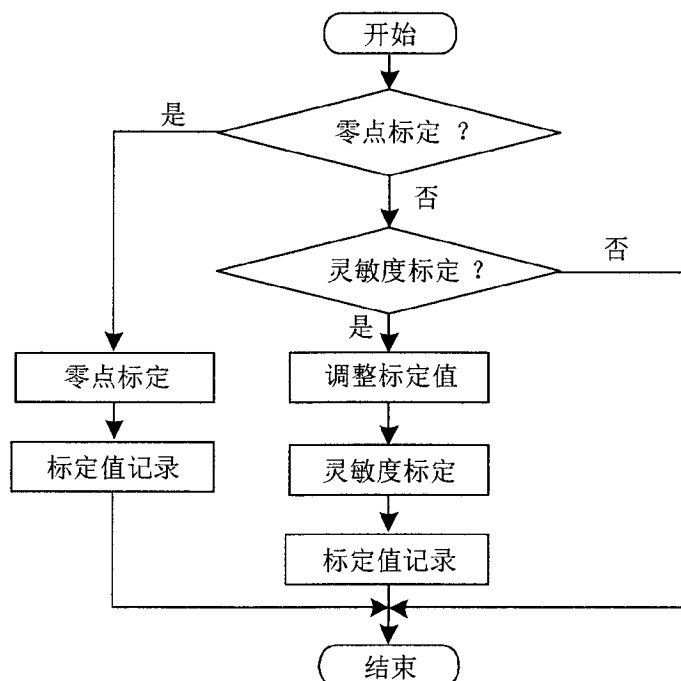 开始
是
零点标定 ?
否
灵敏度标定 ?
否
是
零点标定
调整标定值
标定值记录
灵敏度标定
标定值记录
结束